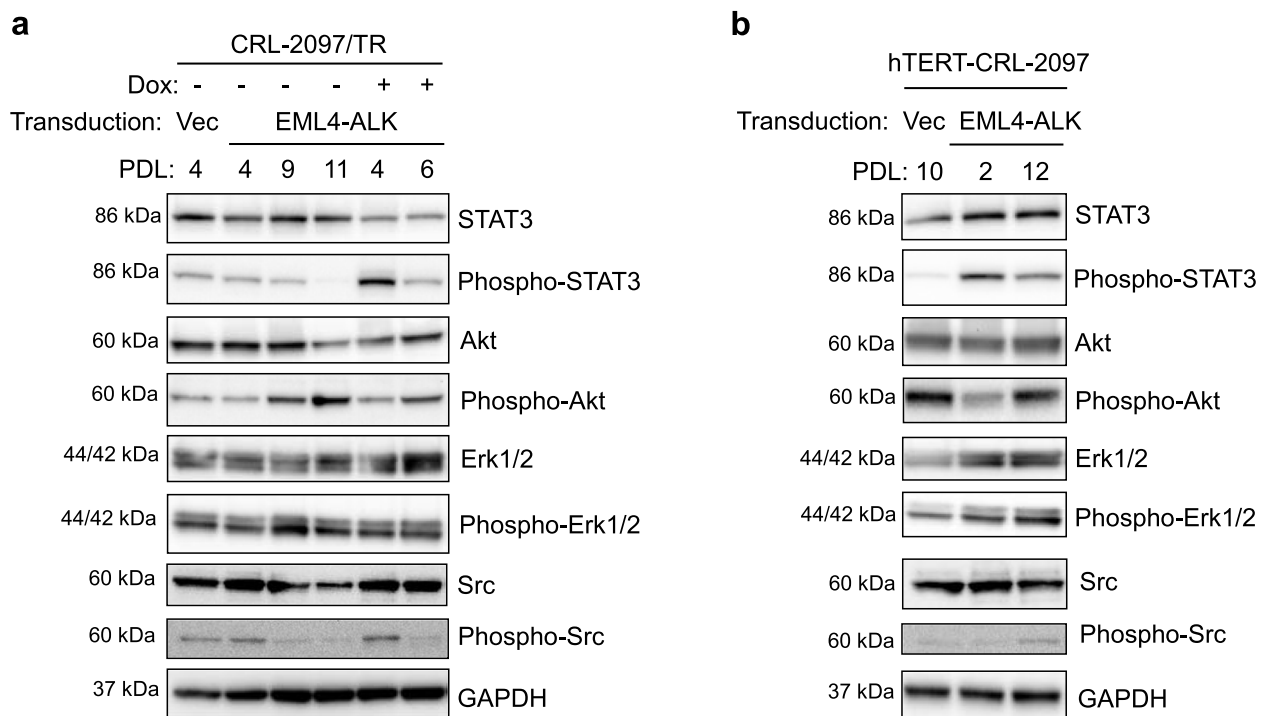 a
CRL-2097/TR
Dox: - - - - + +
Transduction: Vec EML4-ALK
PDL: 4 4 9 11 4 6
86 kDa STAT3
86 kDa Phospho-STAT3
60 kDa Akt
60 kDa Phospho-Akt
44/42 kDa Erk1/2
44/42 kDa Phospho-Erk1/2
60 kDa Src
60 kDa Phospho-Src
37 kDa GAPDH
b
hTERT-CRL-2097
Transduction: Vec EML4-ALK
PDL: 10 2 12
86 kDa STAT3
86 kDa Phospho-STAT3
60 kDa Akt
60 kDa Phospho-Akt
44/42 kDa Erk1/2
44/42 kDa Phospho-Erk1/2
60 kDa Src
60 kDa Phospho-Src
37 kDa GAPDH